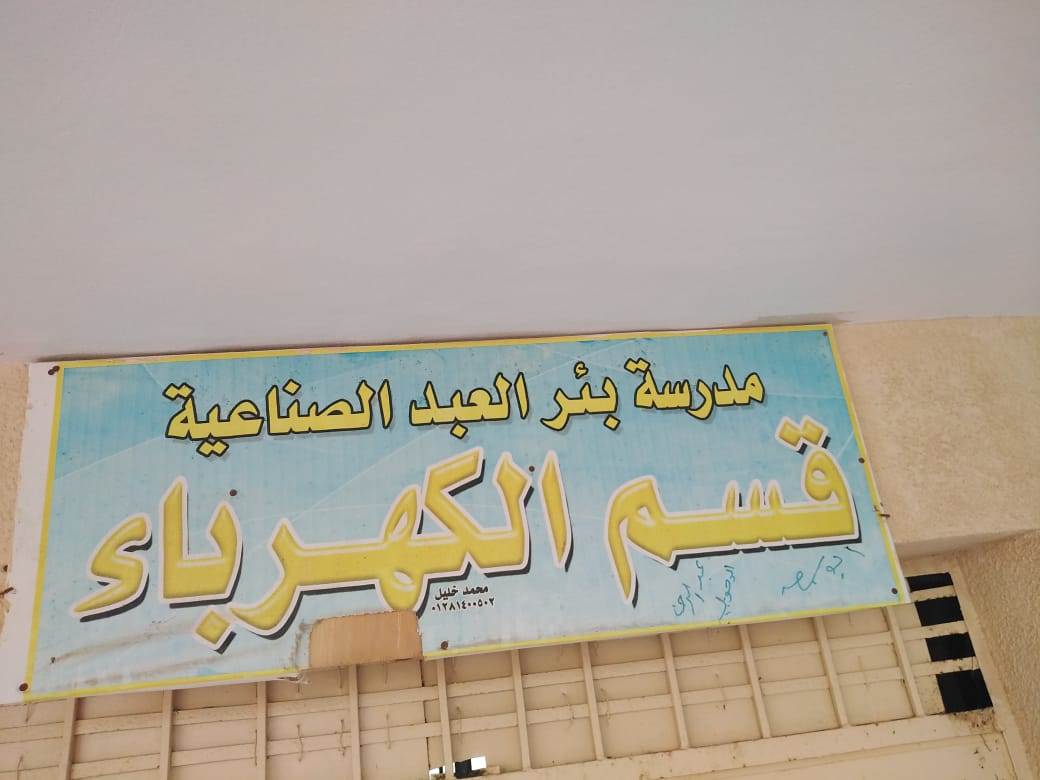 مدرسة بئر العبد الصناعية
قسم الكهرباء
محمد خليل
٠١٢٨١٤٠٠٥٠٢